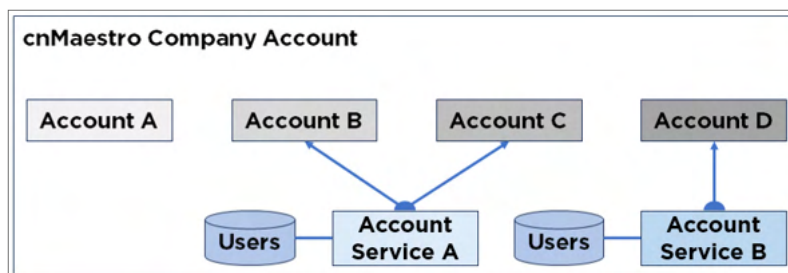 cnMaestro Company Account
Account A
Account B
Account C
Account D
Users
Account
Service A
Users
Account
Service B